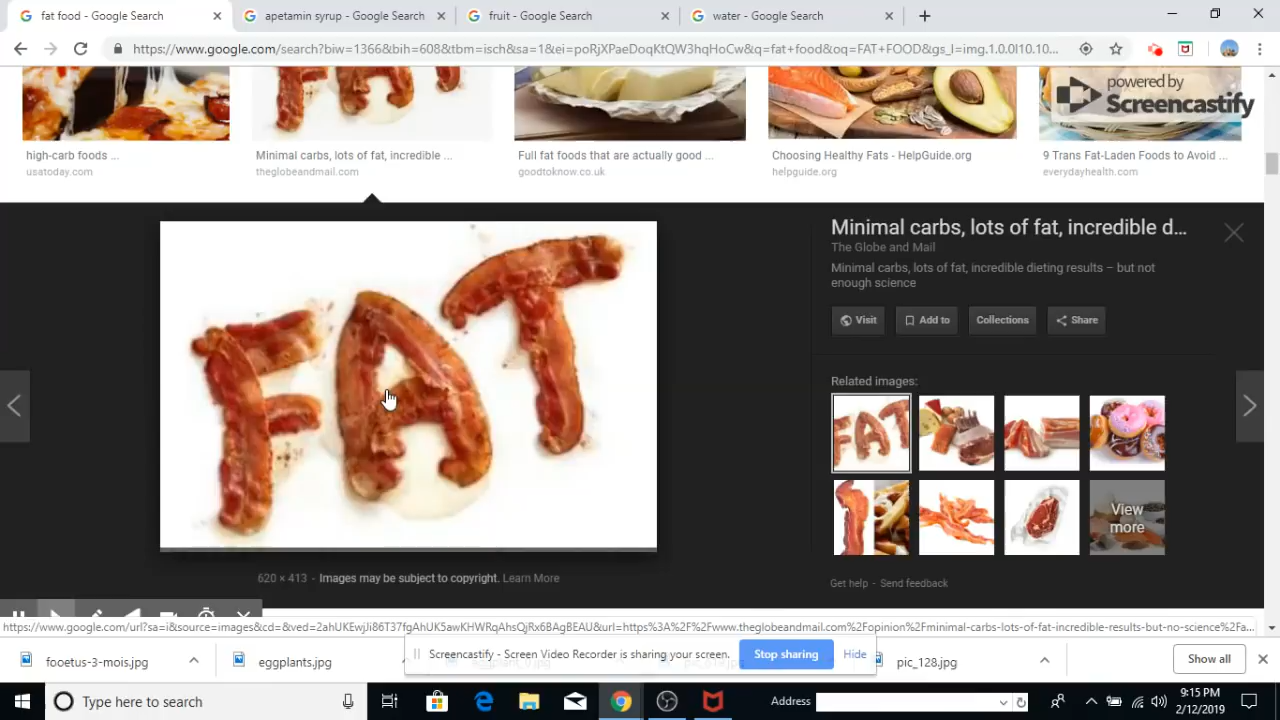 fat food - Google Search
apetamin syrup - Google Search
fruit - Google Search
water - Google Search
https://www.google.com/search?biw=1366&bih=608&tbm=isch&sa=1&ei=poRjXPaeDoqKtQW3hqHoCw&q=fat+food&oq=FAT+FOOD&gs_l=img.1.0.0l10.10...
powered by
Screencastify
high-carb foods ...
Minimal carbs, lots of fat, incredible ...
Full fat foods that are actually good ...
Choosing Healthy Fats - HelpGuide.org
9 Trans Fat-Laden Foods to Avoid ...
usatoday.com
theglobeandmail.com
goodtoknow.co.uk
helpguide.org
everydayhealth.com
FAT
Minimal carbs, lots of fat, incredible d...
The Globe and Mail
Minimal carbs, lots of fat, incredible dieting results – but not
enough science
Visit
Add to
Collections
Share
Related images:
FAT
View
more
620 × 413 - Images may be subject to copyright. Learn More
Get help - Send feedback
https://www.google.com/url?sa=i&source=images&cd=&ved=2ahUKEwjJi86T37fgAhUK5awKHWRqAhsQjRx6BAgBEAU&url=https%3A%2F%2Fwww.theglobeandmail.com%2Fopinion%2Fminimal-carbs-lots-of-fat-incredible-results-but-no-science%2Fa...
fooetus-3-mois.jpg
eggplants.jpg
Screencastify - Screen Video Recorder is sharing your screen.
Stop sharing
Hide
pic_128.jpg
Show all
Type here to search
Address
9:15 PM
2/12/2019